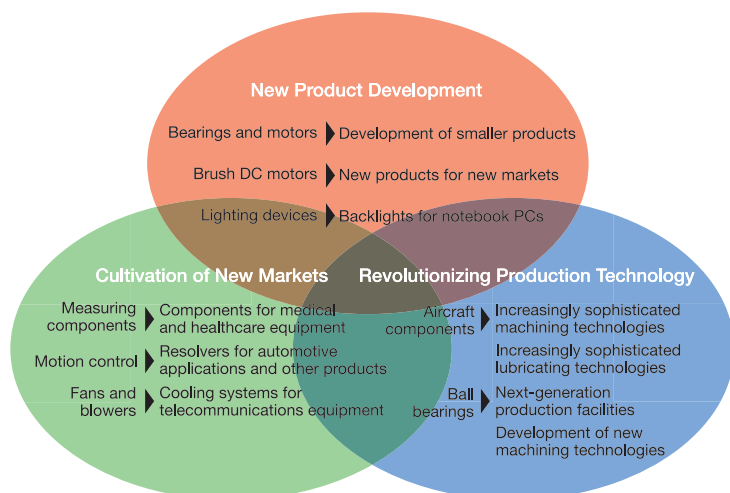 New Product Development
Bearings and motors Development of smaller products
Brush DC motors New products for new markets
Lighting devices Backlights for notebook PCs
Cultivation of New Markets
Measuring components
Components for medical
and healthcare equipment
Motion control
Resolvers for automotive
applications and other products
Fans and
blowers
Cooling systems for
telecommunications equipment
Revolutionizing Production Technology
Aircraft
components
Increasingly sophisticated
machining technologies
Increasingly sophisticated
lubricating technologies
Ball
bearings
Next-generation
production facilities
Development of new
machining technologies